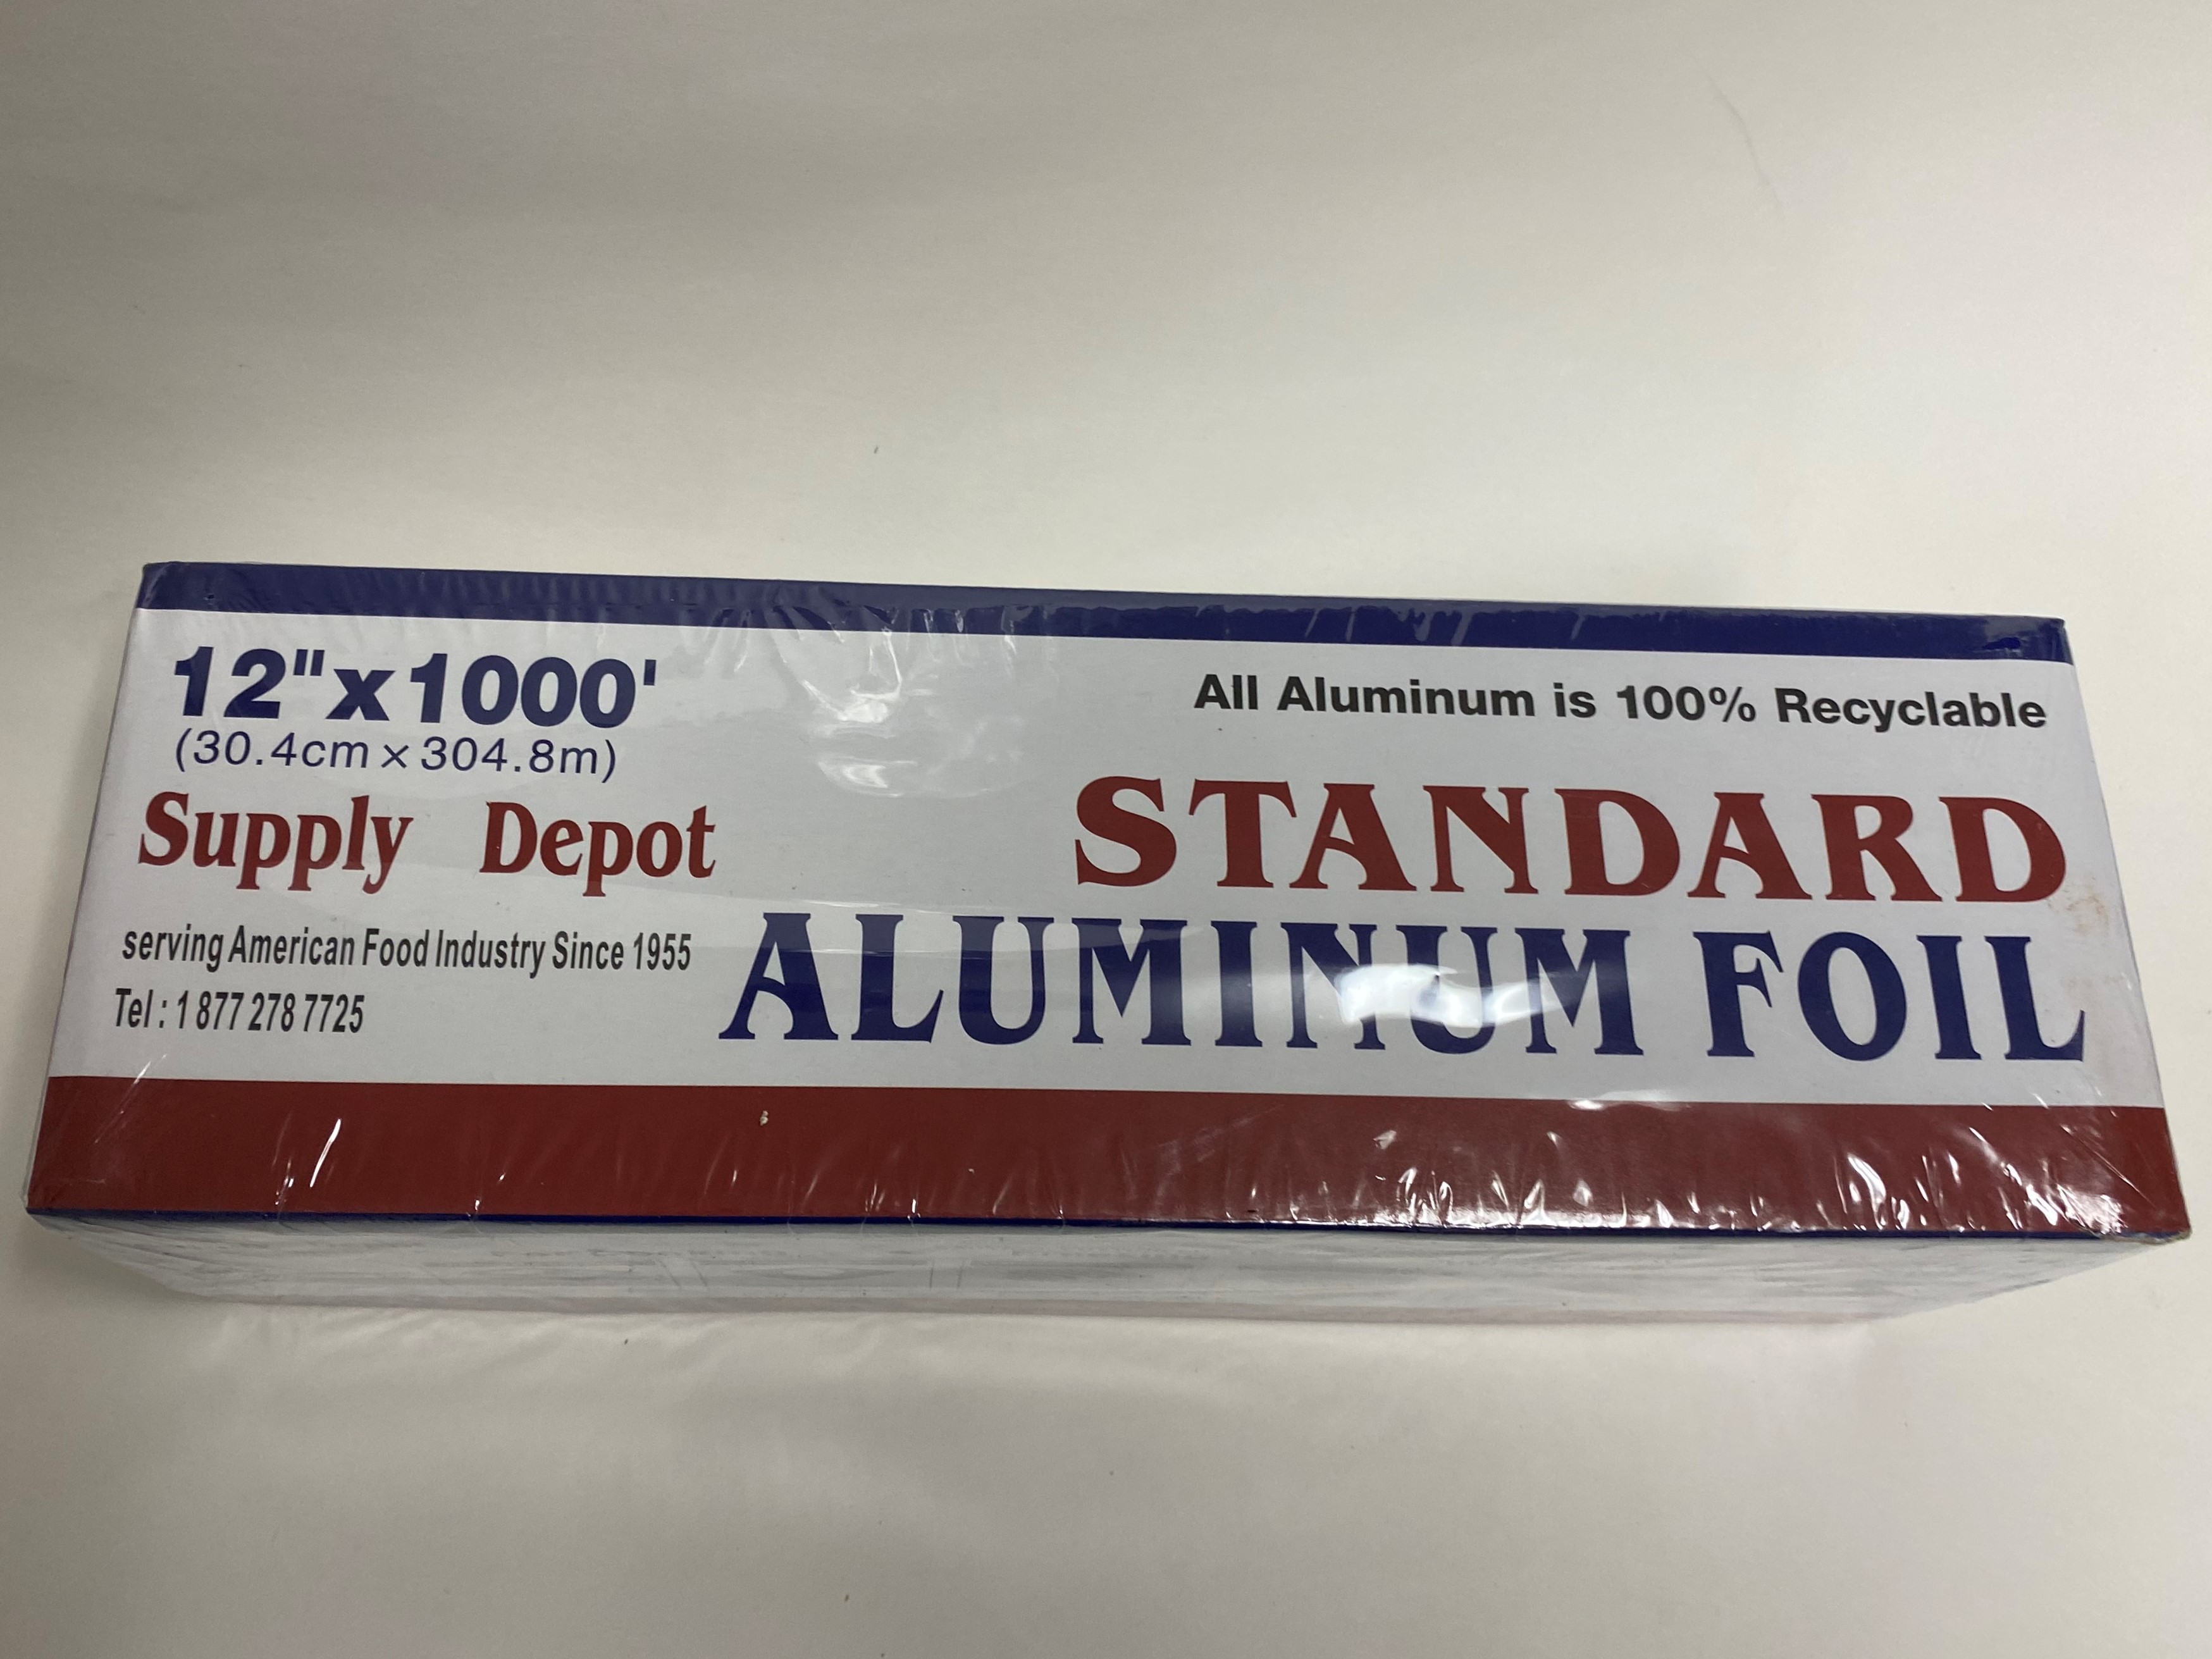 12"x1000'
(30.4cm×304.8m)
Supply Depot
serving American Food Industry Since 1955
Tel : 1 877 278 7725
All Aluminum is 100% Recyclable
STANDARD
ALUMINUM FOIL